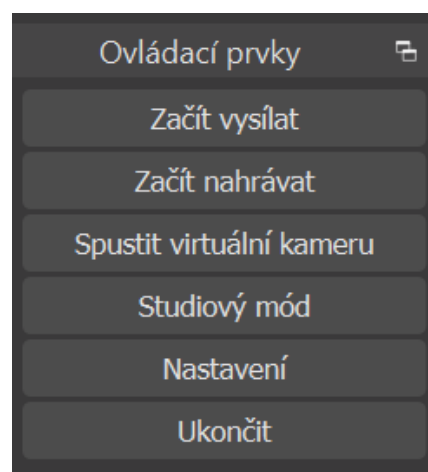 Ovládací prvky
Začít vysílat
Začít nahrávat
Spustit virtuální kameru
Studiový mód
Nastavení
Ukončit